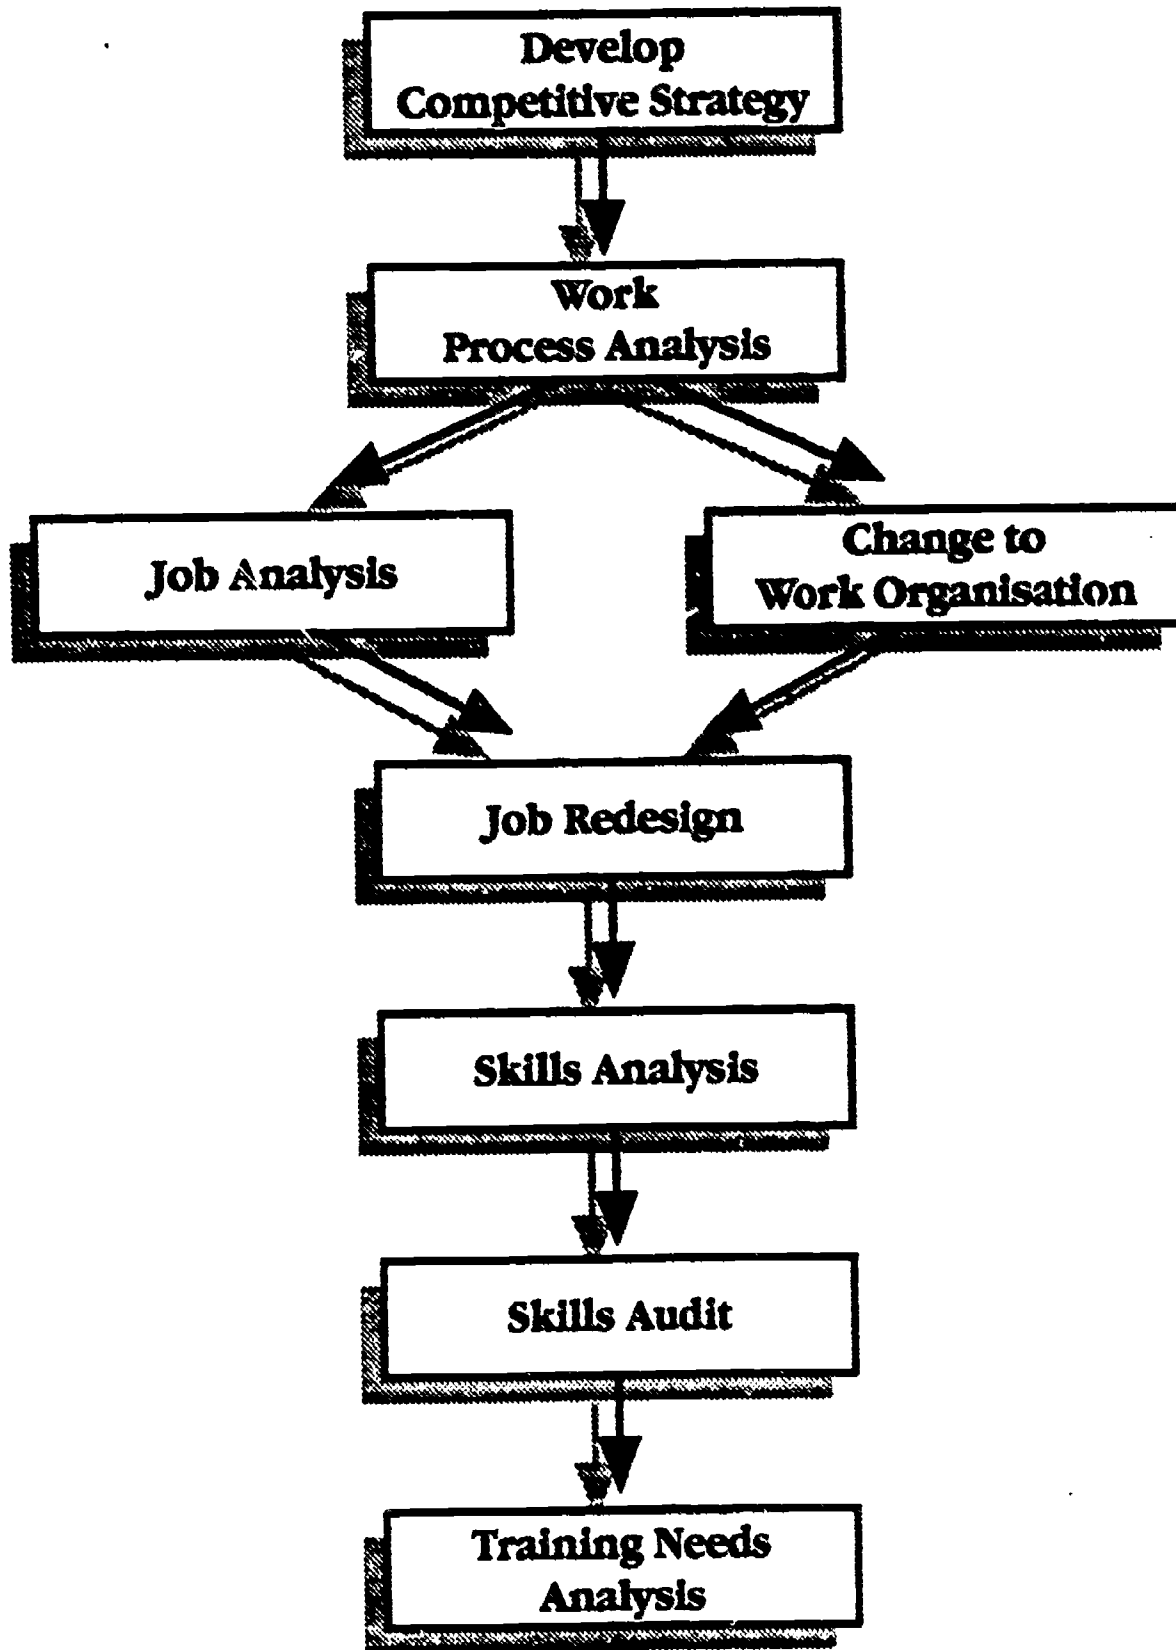 Develop
Competitive Strategy
Work
Process Analysis
Job Analysis
Change to
Work Organisation
Job Redesign
Skills Analysis
Skills Audit
Training Needs
Analysis